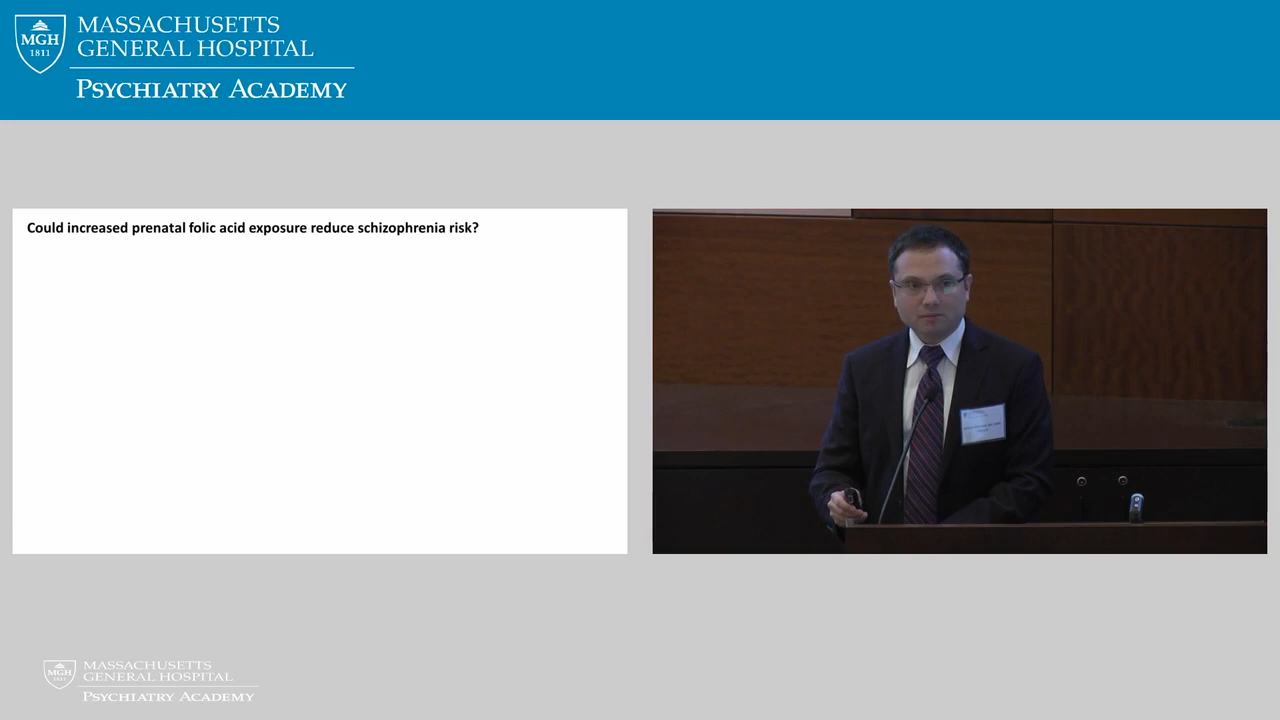 MASSACHUSETTS
GENERAL HOSPITAL
PSYCHIATRY ACADEMY
MGH
1811
Could increased prenatal folic acid exposure reduce schizophrenia risk?
MASSACHUSETTS
GENERAL HOSPITAL
PSYCHIATRY ACADEMY
MGH
1811